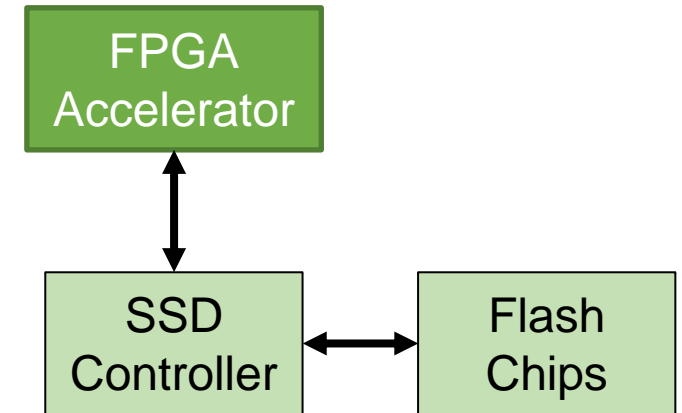 FPGA
Accelerator
SSD
Controller
Flash
Chips